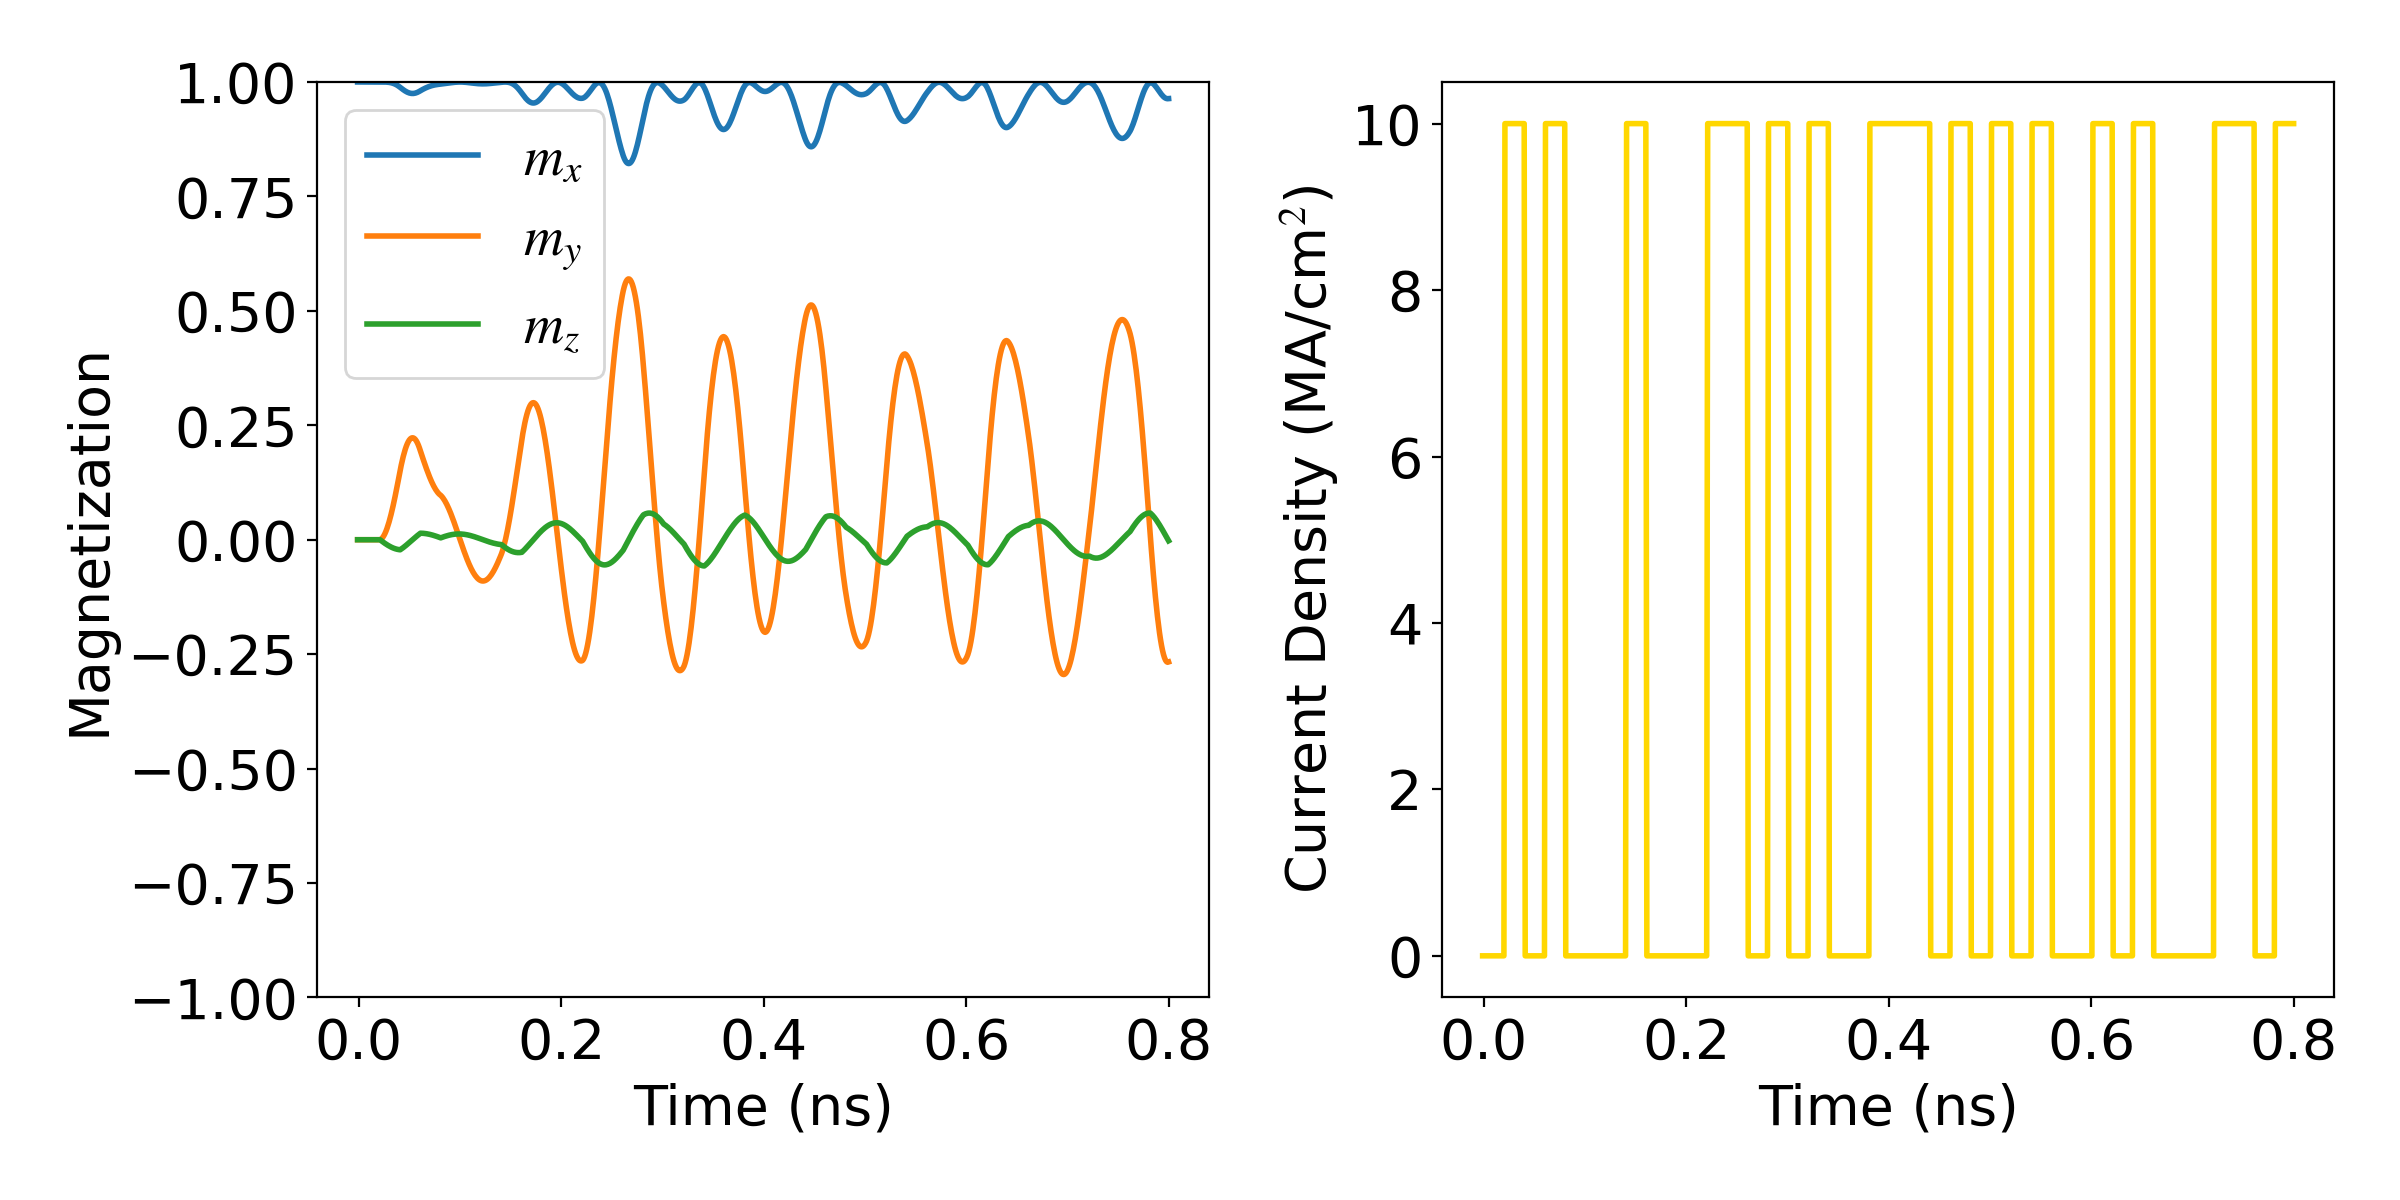 Magnetization
1.00
0.75
0.50
0.25
0.00
−0.25
−0.50
−0.75
−1.00
m_x
m_y
m_z
0.0 0.2 0.4 0.6 0.8
Time (ns)
Current Density (MA/cm²)
10
8
6
4
2
0
0.0 0.2 0.4 0.6 0.8
Time (ns)